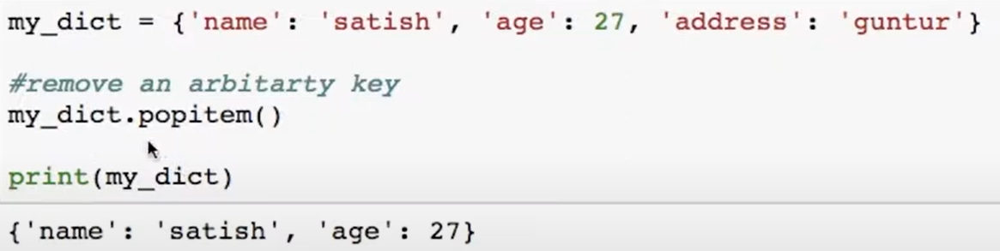 my_dict = {'name': 'satish', 'age': 27, 'address': 'guntur'}
#remove an arbitarty key
my_dict.popitem()
print(my_dict)
{'name': 'satish', 'age': 27}